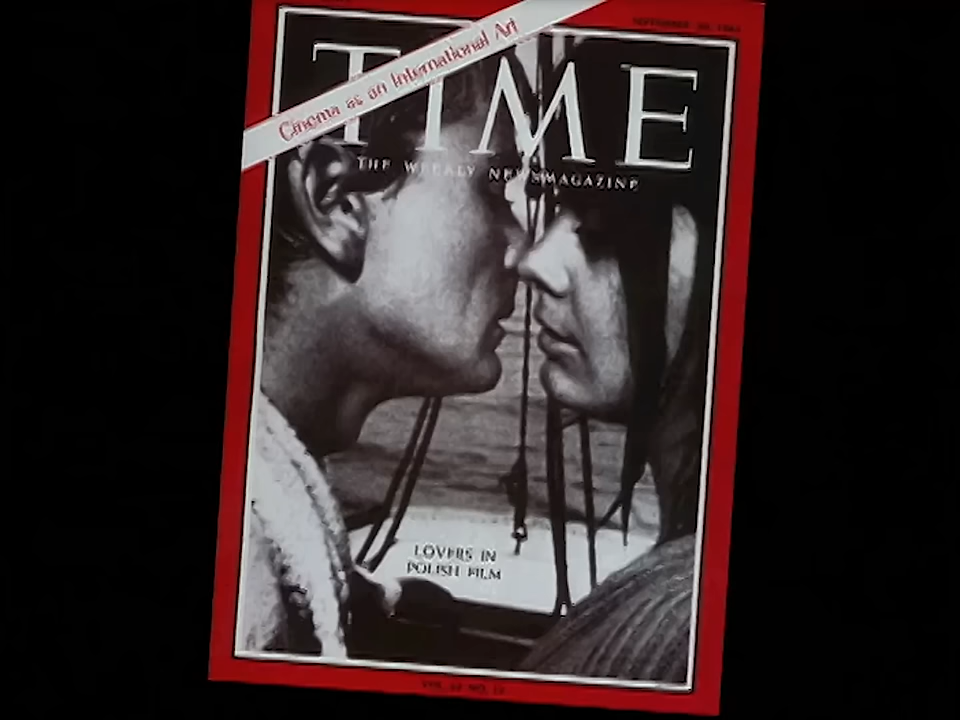 Cinema as an International Art
TIME
THE WEEKLY NEWSMAGAZINE
LOVERS IN
POLISH FILM